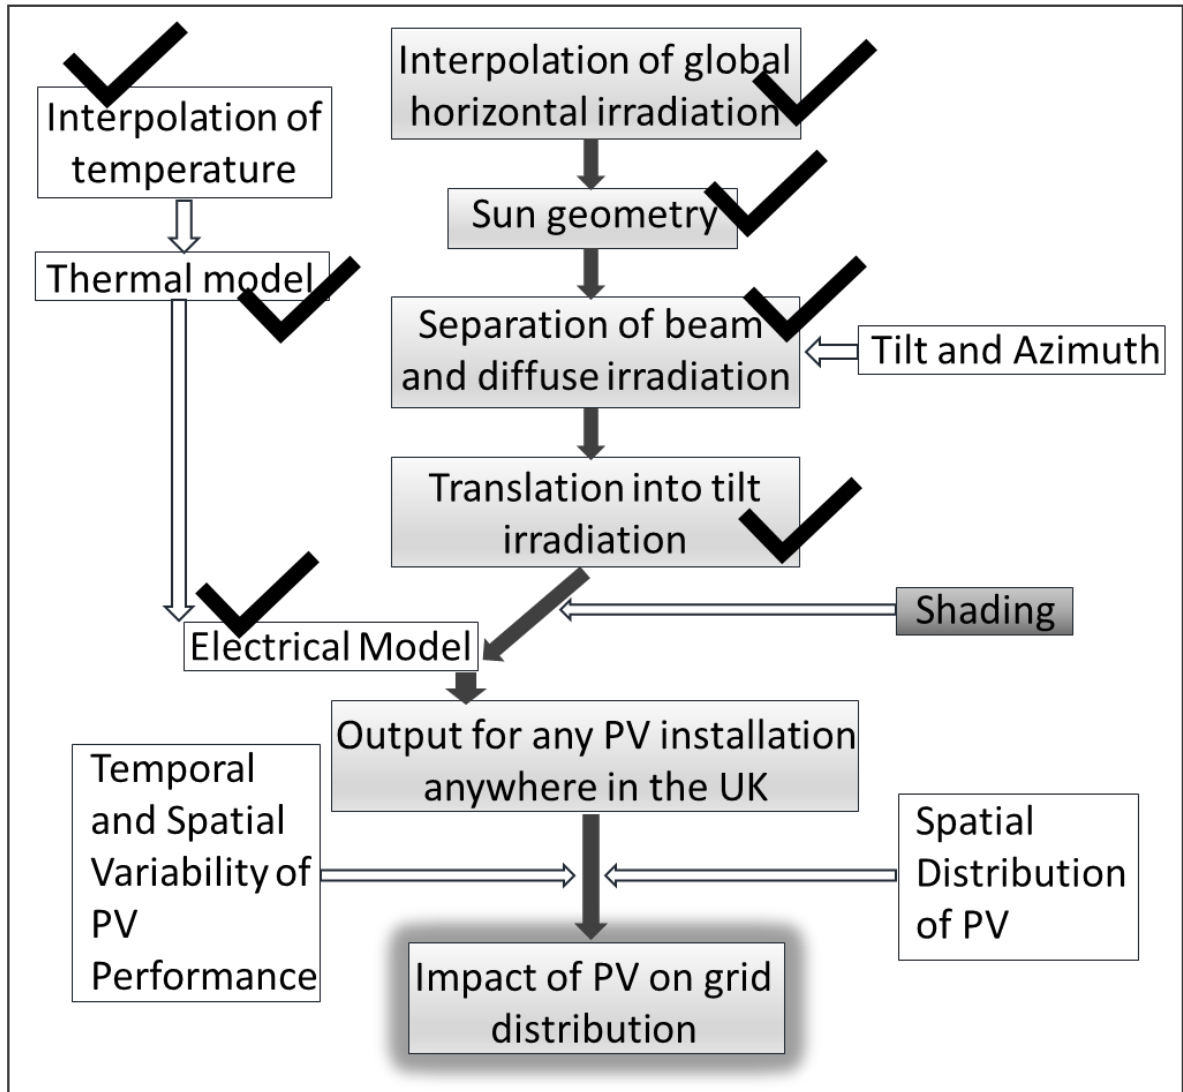 Interpolation of
temperature
Thermal model
Interpolation of global
horizontal irradiation
Sun geometry
Separation of beam
and diffuse irradiation
Tilt and Azimuth
Translation into tilt
irradiation
Shading
Electrical Model
Output for any PV installation
anywhere in the UK
Temporal
and Spatial
Variability of
PV
Performance
Spatial
Distribution
of PV
Impact of PV on grid
distribution